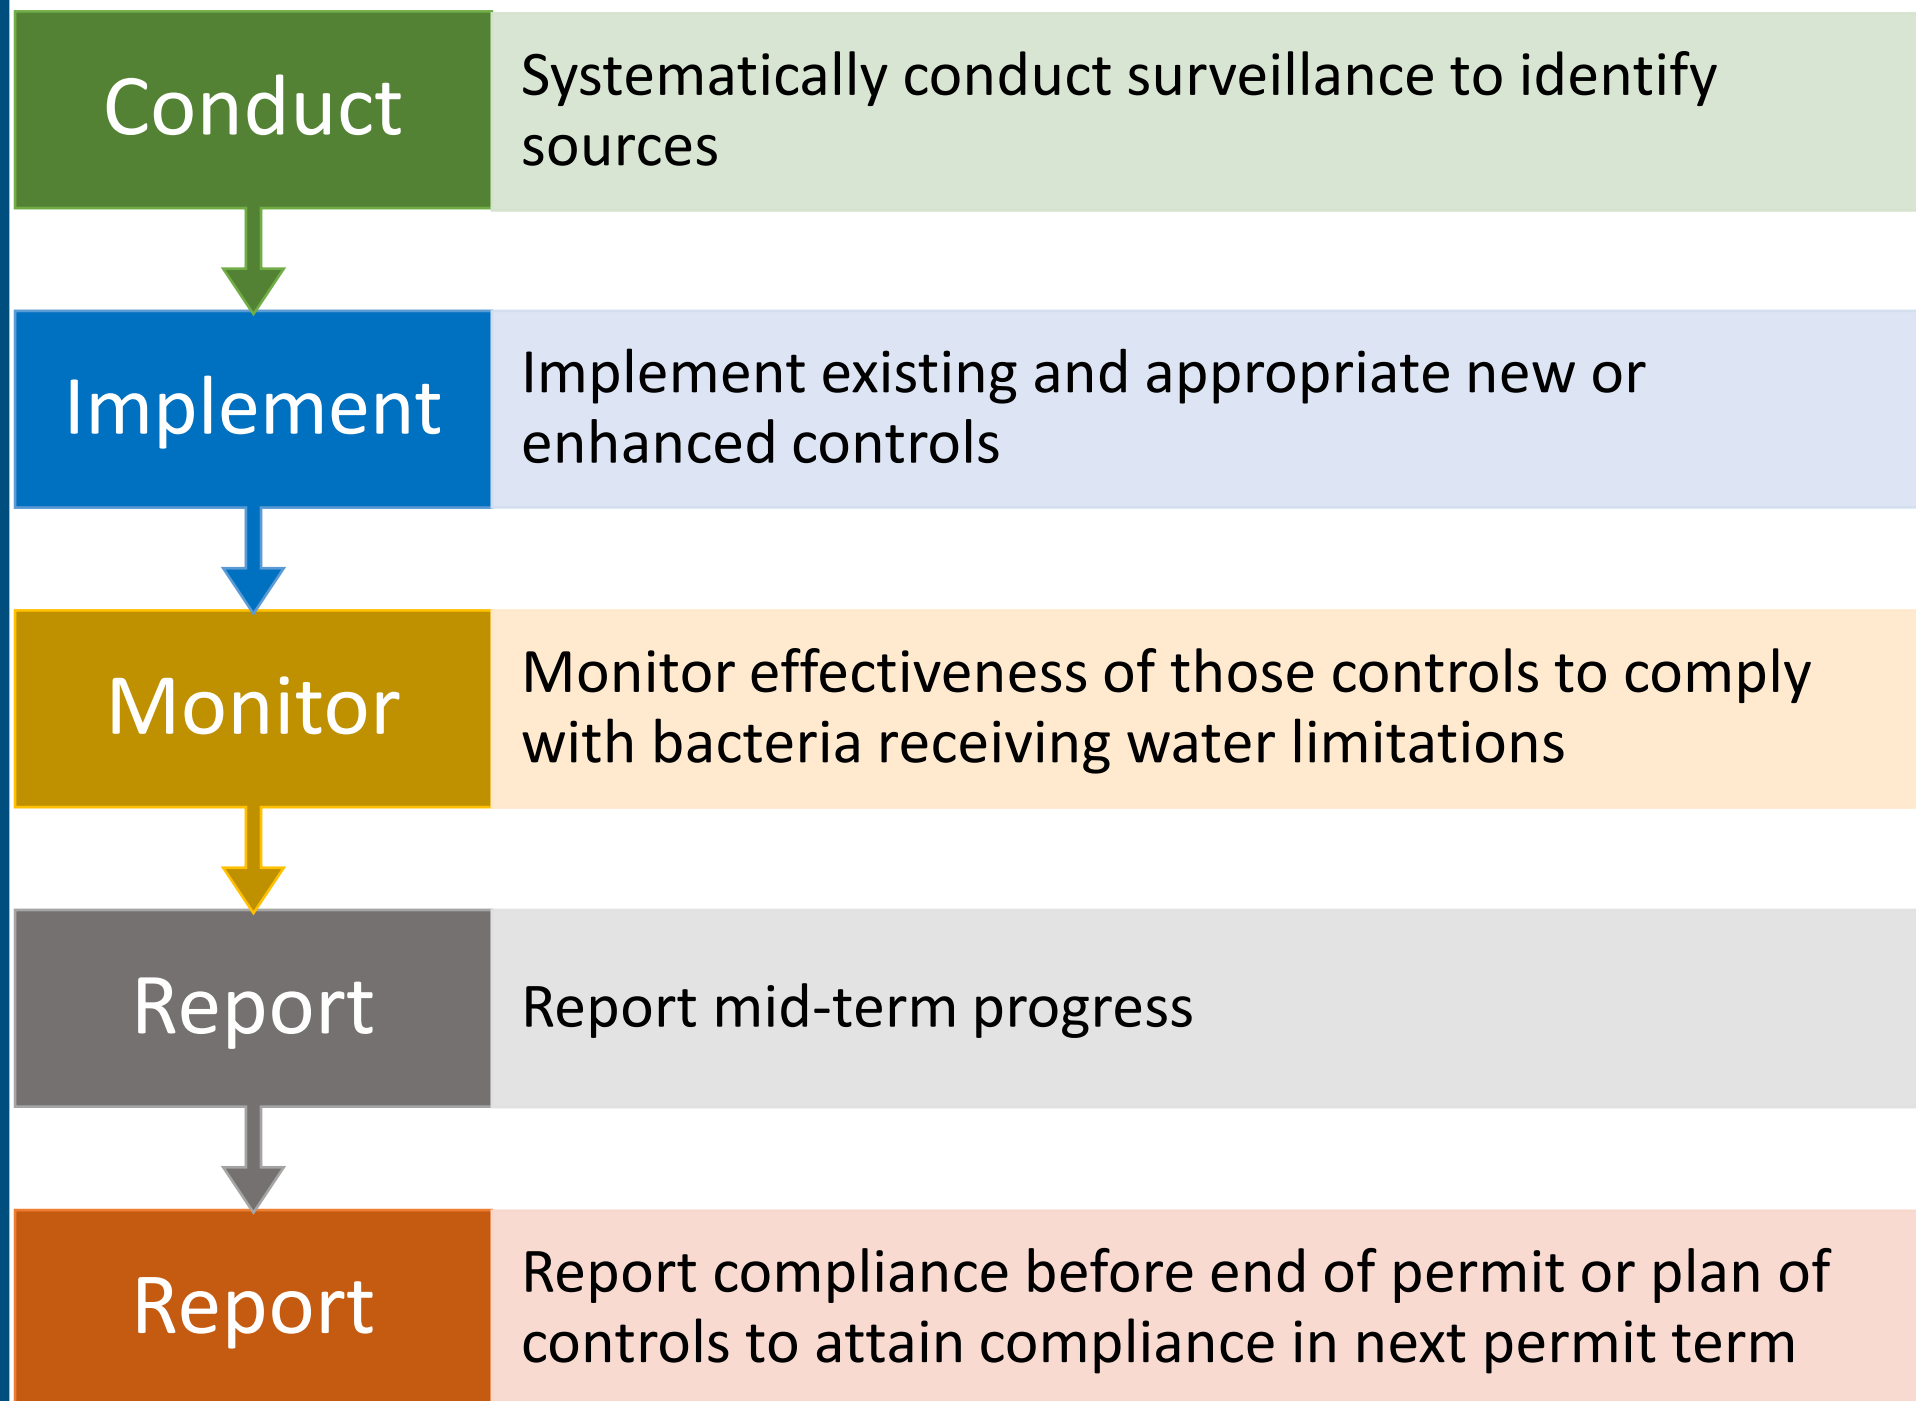 Conduct
Systematically conduct surveillance to identify
sources
Implement
Implement existing and appropriate new or
enhanced controls
Monitor
Monitor effectiveness of those controls to comply
with bacteria receiving water limitations
Report
Report mid-term progress
Report
Report compliance before end of permit or plan of
controls to attain compliance in next permit term